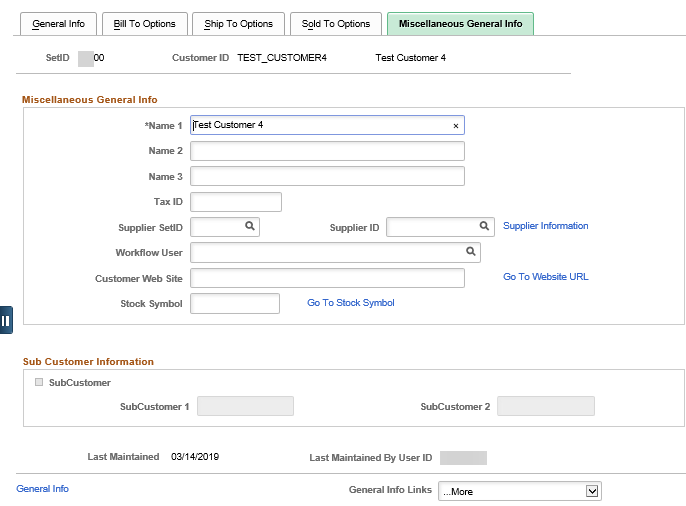 General Info Bill To Options Ship To Options Sold To Options Miscellaneous General Info
SetID 00 Customer ID TEST_CUSTOMER4 Test Customer 4
Miscellaneous General Info
*Name 1 Test Customer 4 ×
Name 2
Name 3
Tax ID
Supplier SetID Supplier ID Supplier Information
Workflow User
Customer Web Site Go To Website URL
Stock Symbol Go To Stock Symbol
Sub Customer Information
SubCustomer
SubCustomer 1 SubCustomer 2
Last Maintained 03/14/2019 Last Maintained By User ID
General Info General Info Links ...More